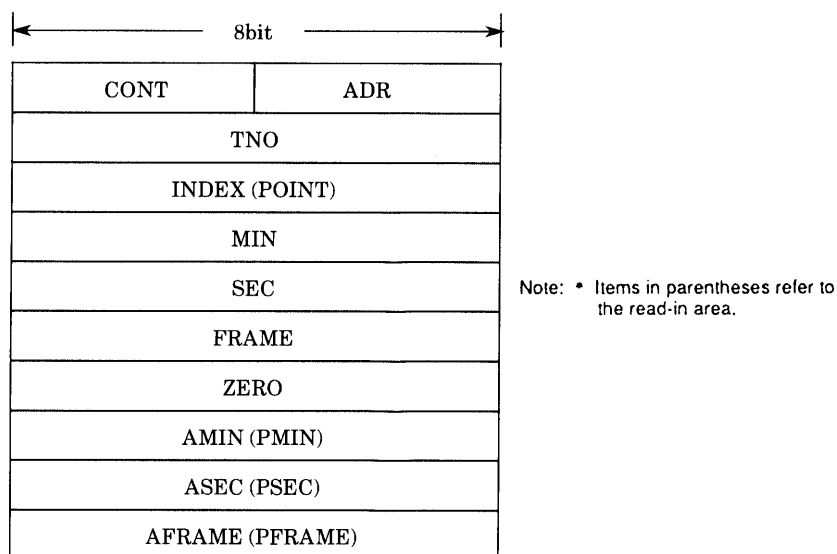 8bit
CONT ADR
TNO
INDEX (POINT)
MIN
SEC
Note: * Items in parentheses refer to
the read-in area.
FRAME
ZERO
AMIN (PMIN)
ASEC (PSEC)
AFRAME (PFRAME)